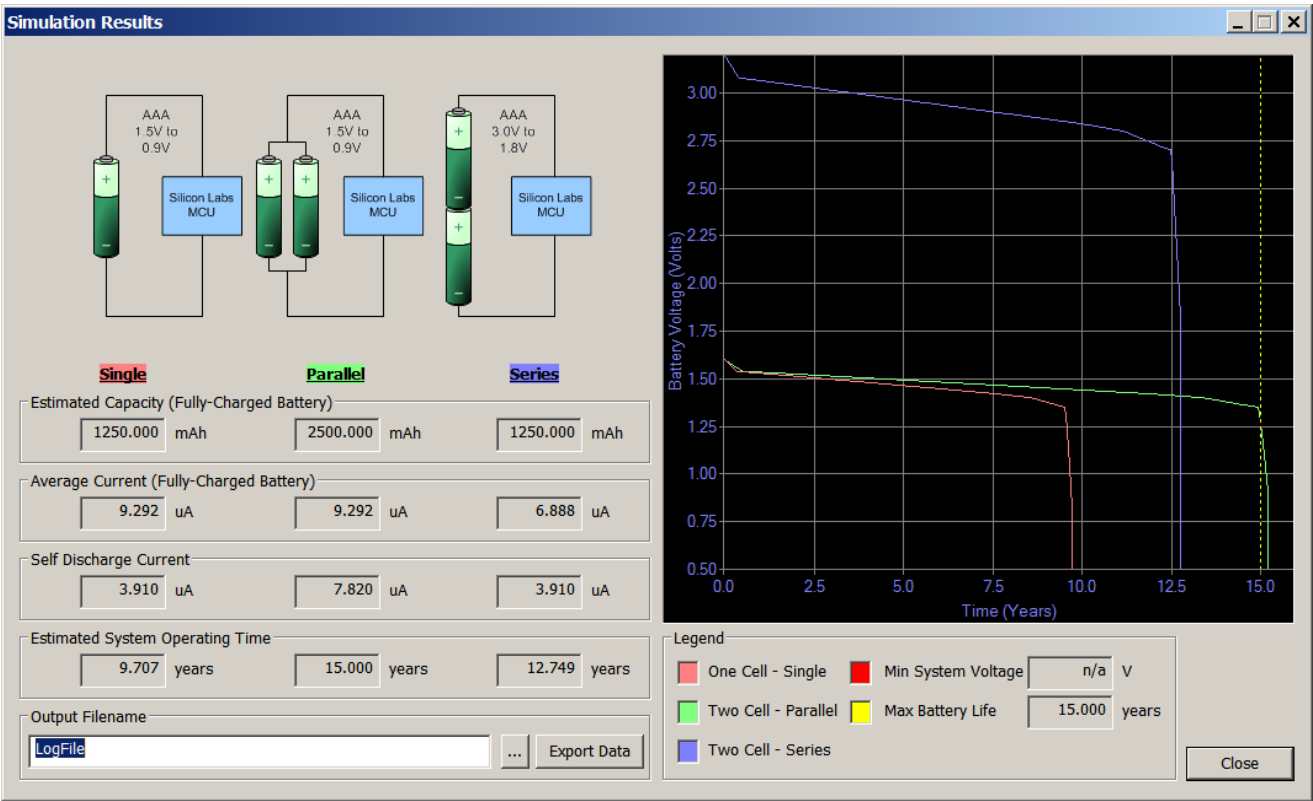 Simulation Results
AAA
1.5V to
0.9V
+
-
Silicon Labs
MCU
AAA
1.5V to
0.9V
+
+
-
-
Silicon Labs
MCU
AAA
3.0V to
1.8V
+
-
+
-
Silicon Labs
MCU
Single
Parallel
Series
Estimated Capacity (Fully-Charged Battery)
1250.000 mAh
2500.000 mAh
1250.000 mAh
Average Current (Fully-Charged Battery)
9.292 uA
9.292 uA
6.888 uA
Self Discharge Current
3.910 uA
7.820 uA
3.910 uA
Estimated System Operating Time
9.707 years
15.000 years
12.749 years
Output Filename
LogFile
...
Export Data
Battery Voltage (Volts)
3.00
2.75
2.50
2.25
2.00
1.75
1.50
1.25
1.00
0.75
0.50
0.0
2.5
5.0
7.5
10.0
12.5
15.0
Time (Years)
Legend
One Cell - Single
Min System Voltage
n/a V
Two Cell - Parallel
Max Battery Life
15.000 years
Two Cell - Series
Close